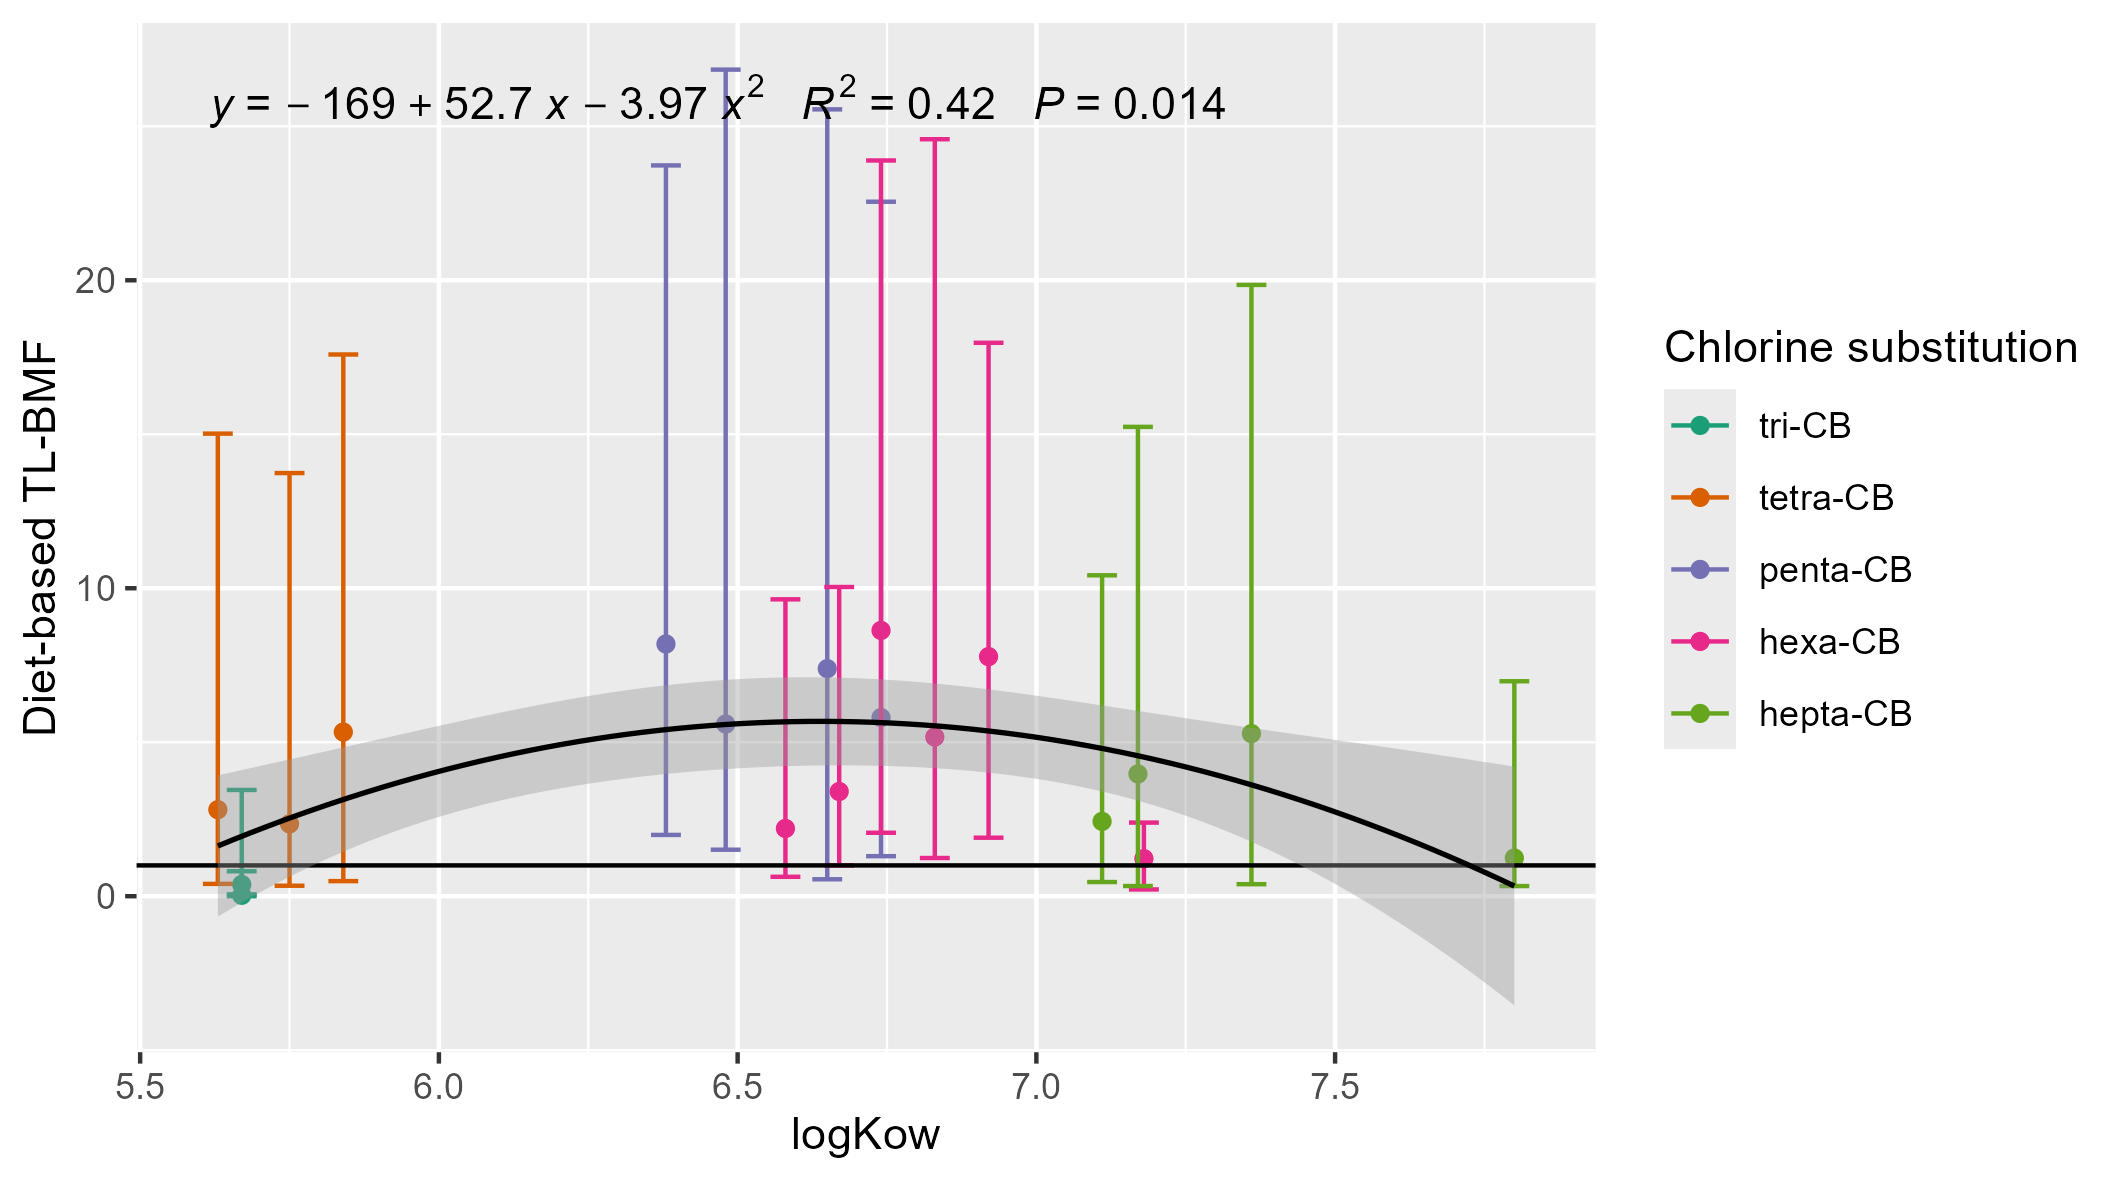 y = − 169 + 52.7 x − 3.97 x² R² = 0.42 P = 0.014
20
10
0
Diet-based TL-BMF
5.5 6.0 6.5 7.0 7.5
logKow
Chlorine substitution
tri-CB
tetra-CB
penta-CB
hexa-CB
hepta-CB